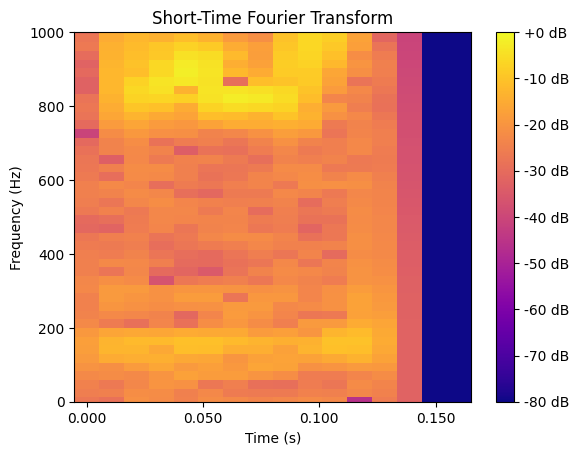 Short-Time Fourier Transform
Frequency (Hz)
1000
800
600
400
200
0
0.000
0.050
0.100
0.150
Time (s)
+0 dB
-10 dB
-20 dB
-30 dB
-40 dB
-50 dB
-60 dB
-70 dB
-80 dB